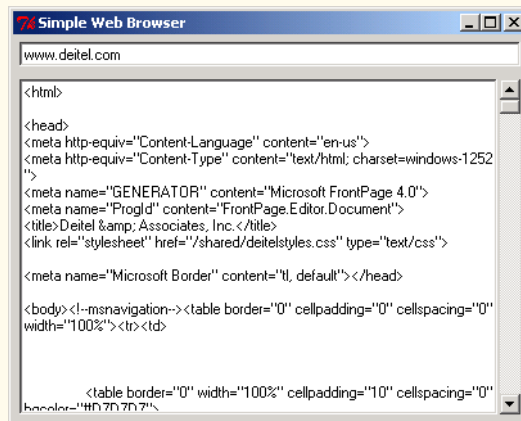 Simple Web Browser
www.deitel.com
<html>
<head>
<meta http-equiv="Content-Language" content="en-us">
<meta http-equiv="Content-Type" content="text/html; charset=windows-1252
">
<meta name="GENERATOR" content="Microsoft FrontPage 4.0">
<meta name="ProgId" content="FrontPage.Editor.Document">
<title>Deitel &amp; Associates, Inc.</title>
<link rel="stylesheet" href="/shared/deitelstyles.css" type="text/css">
<meta name="Microsoft Border" content="tl, default"></head>
<body><!--msnavigation--><table border="0" cellpadding="0" cellspacing="0"
width="100%"><tr><td>
<table border="0" width="100%" cellpadding="10" cellspacing="0"
bgcolor="#D7D7D7">